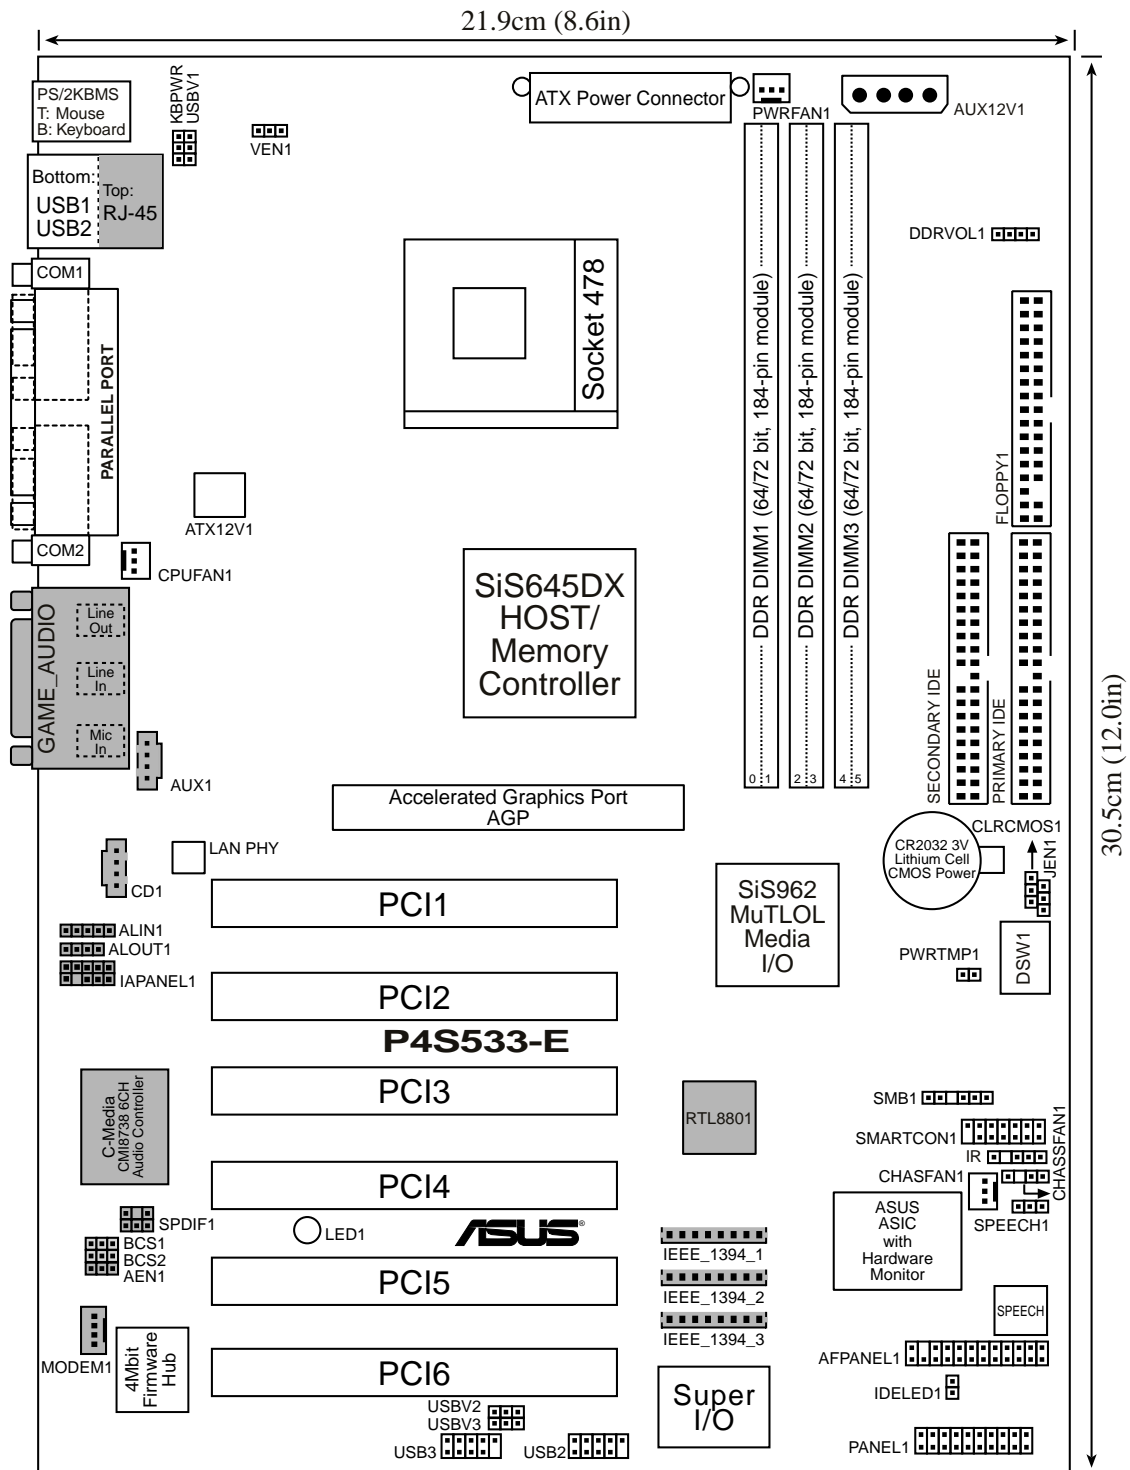 21.9cm (8.6in)
PS/2KBMS
T: Mouse
B: Keyboard
KBPWR
USBV1
VEN1
ATX Power Connector
PWRFAN1
AUX12V1
Bottom:
USB1
USB2
Top:
RJ-45
DDRVOL1
COM1
PARALLEL PORT
COM2
Socket 478
DDR DIMM1 (64/72 bit, 184-pin module)
DDR DIMM2 (64/72 bit, 184-pin module)
DDR DIMM3 (64/72 bit, 184-pin module)
0 1
2 3
4 5
FLOPPY1
ATX12V1
CPUFAN1
SiS645DX
HOST/
Memory
Controller
GAME_AUDIO
Line
Out
Line
In
Mic
In
AUX1
SECONDARY IDE
PRIMARY IDE
30.5cm (12.0in)
Accelerated Graphics Port
AGP
CLRCMOS1
JEN1
CR2032 3V
Lithium Cell
CMOS Power
LAN PHY
CD1
PCI1
SiS962
MuTLOL
Media
I/O
ALIN1
ALOUT1
IAPANEL1
PWRTMP1
DSW1
PCI2
P4S533-E
PCI3
C-Media
CMI8738 6CH
Audio Controller
RTL8801
SMB1
SMARTCON1
IR
CHASFAN1
CHASSFAN1
SPEECH1
PCI4
SPDIF1
LED1
ASUS
®
BCS1
BCS2
AEN1
PCI5
IEEE_1394_1
IEEE_1394_2
IEEE_1394_3
ASUS
ASIC
with
Hardware
Monitor
SPEECH
MODEM1
4Mbit
Firmware
Hub
PCI6
AFPANEL1
IDELED1
Super
I/O
USBV2
USBV3
USB3
USB2
PANEL1